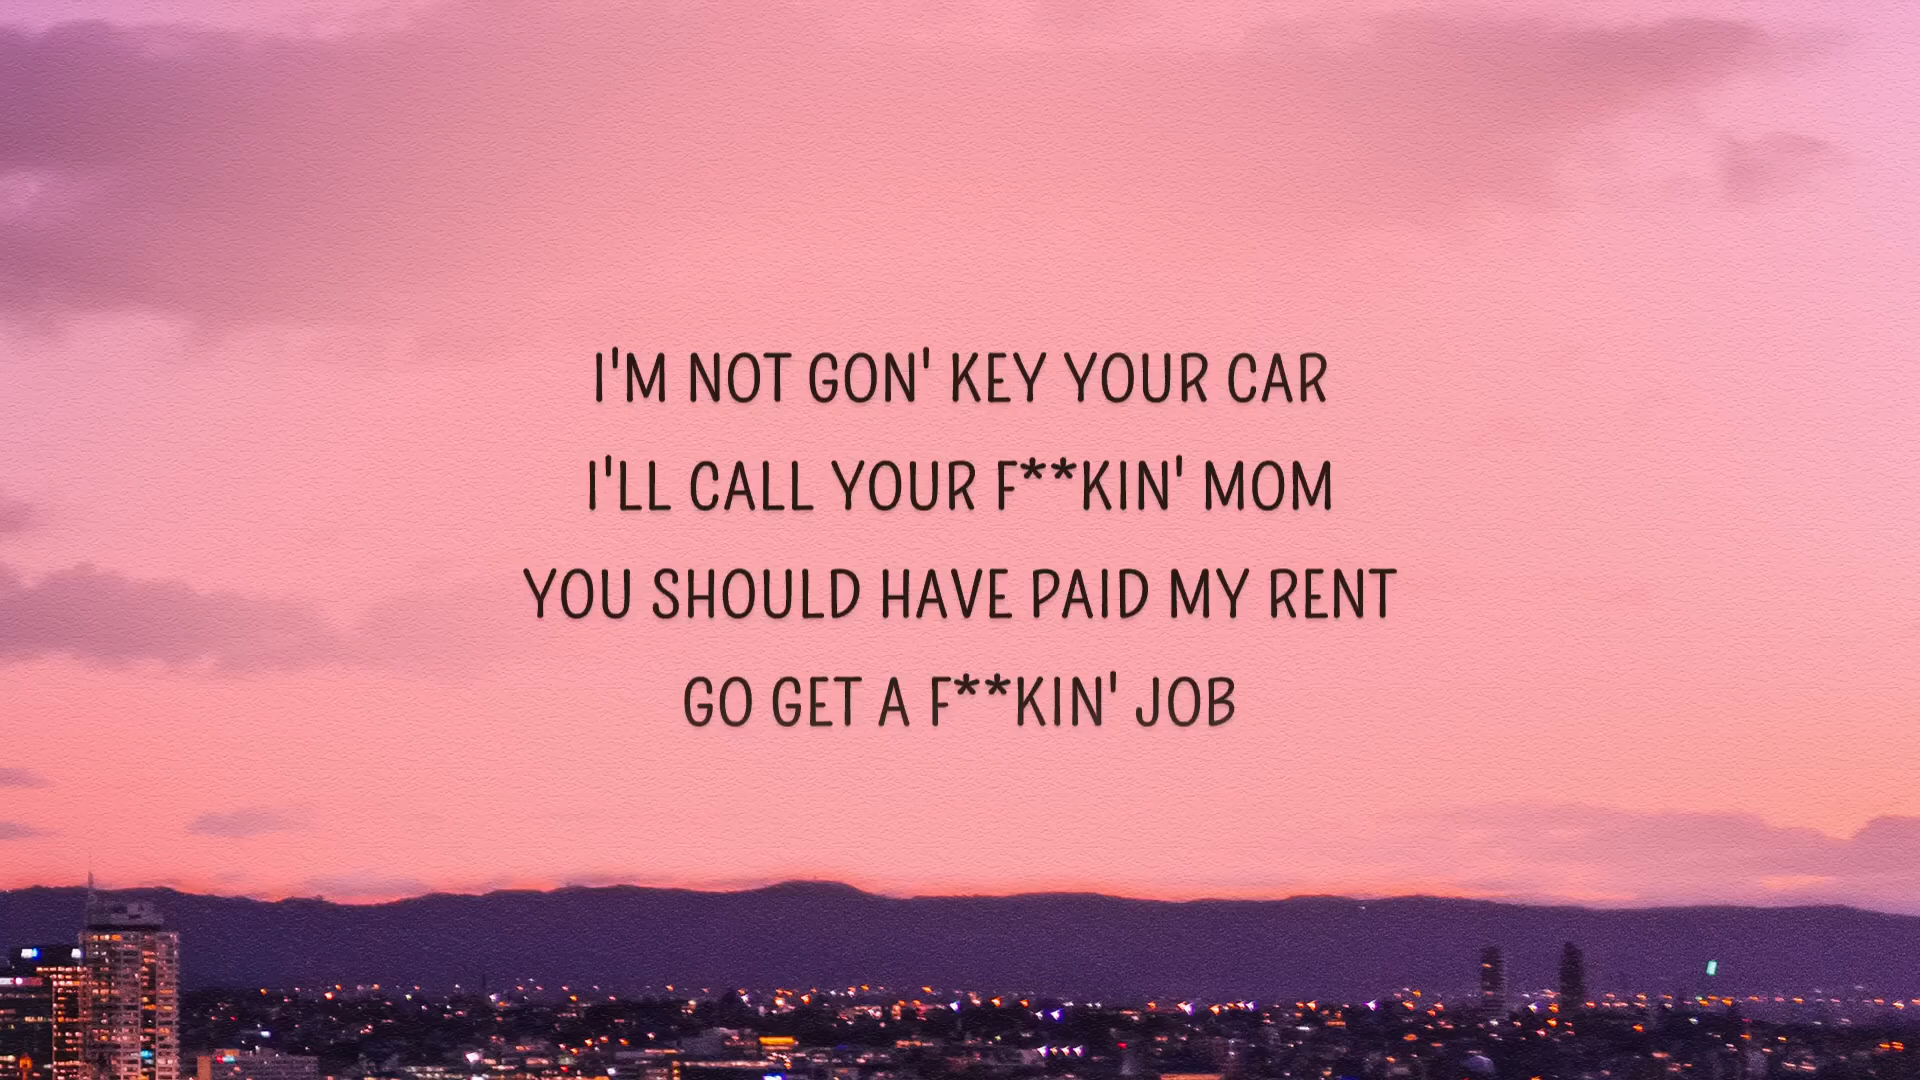 I'M NOT GON' KEY YOUR CAR
I'LL CALL YOUR F**KIN' MOM
YOU SHOULD HAVE PAID MY RENT
GO GET A F**KIN' JOB